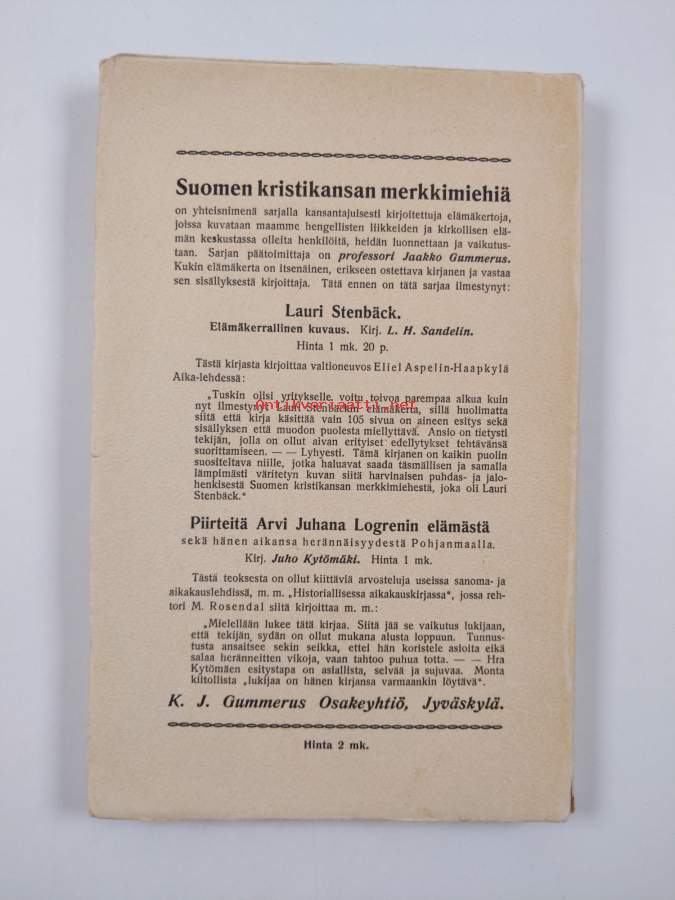 Suomen kristikansan merkkimiehiä
on yhteisnimenä sarjalla kansantajuisesti kirjoitettuja elämäkertoja,
joissa kuvataan maamme hengellisten liikkeiden ja kirkollisen elä-
män keskustassa olleita henkilöitä, heidän luonnettaan ja vaikutus-
taan. Sarjan päätoimittaja on professori Jaakko Gummerus.
Kukin elämäkerta on itsenäinen, erikseen ostettava kirjanen ja vastaa
sen sisällyksestä kirjoittaja. Tätä ennen on tätä sarjaa ilmestynyt:
Lauri Stenbäck.
Elämäkerrallinen kuvaus. Kirj. L. H. Sandelin.
Hinta 1 mk. 20 p.
Tästä kirjasta kirjoittaa valtioneuvos Eliel Aspelin-Haapkylä
Aika-lehdessä:
„Tuskin olisi yritykselle voitu toivoa parempaa alkua kuin
nyt ilmestynyt Lauri Stenbäckin elämäkerta, sillä huolimatta
siitä että kirja käsittää vain 105 sivua on aineen esitys sekä
sisällyksen että muodon puolesta miellyttävä. Ansio on tietysti
tekijän, jolla on ollut aivan erityiset edellytykset tehtävänsä
suorittamiseen. — — Lyhyesti. Tämä kirjanen on kaikin puolin
suositeltava niille, jotka haluavat saada täsmällisen ja samalla
lämpimästi väritetyn kuvan siitä harvinaisen puhdas- ja jalo-
henkisestä Suomen kristikansan merkkimiehestä, joka oli Lauri
Stenbäck.“
Antikvariaatti.net
Piirteitä Arvi Juhana Logrenin elämästä
sekä hänen aikansa herännäisyydestä Pohjanmaalla.
Kirj. Juho Kytömäki. Hinta 1 mk.
Tästä teoksesta on ollut kiittäviä arvosteluja useissa sanoma- ja
aikakauslehdissä, m. m. „Historiallisessa aikakauskirjassa“, jossa reh-
tori M. Rosendal siitä kirjoittaa m. m.:
„Mielellään lukee tätä kirjaa. Siitä jää se vaikutus lukijaan,
että tekijän sydän on ollut mukana alusta loppuun. Tunnus-
tusta ansaitsee sekin seikka, ettei hän koristele asioita eikä
salaa heränneitten vikoja, vaan tahtoo puhua totta. — — Hra
Kytömäen esitystapa on asiallista, selvää ja sujuvaa. Monta
kiitollista „lukijaa on hänen kirjansa varmaankin löytävä“.
K. J. Gummerus Osakeyhtiö, Jyväskylä.
Hinta 2 mk.